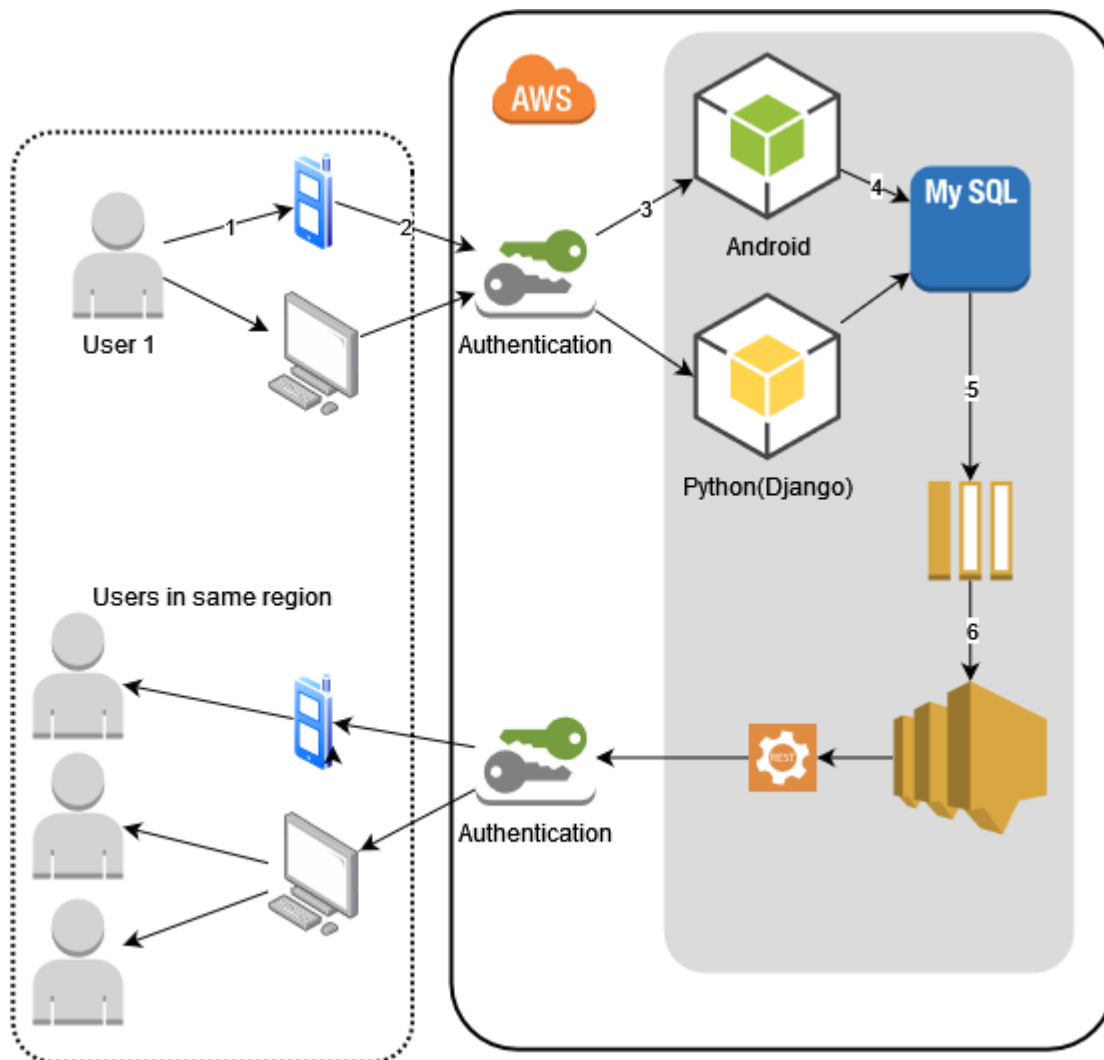 AWS
My SQL
1
2
3
4
Android
User 1
Authentication
5
Python(Django)
Users in same region
6
REST
Authentication